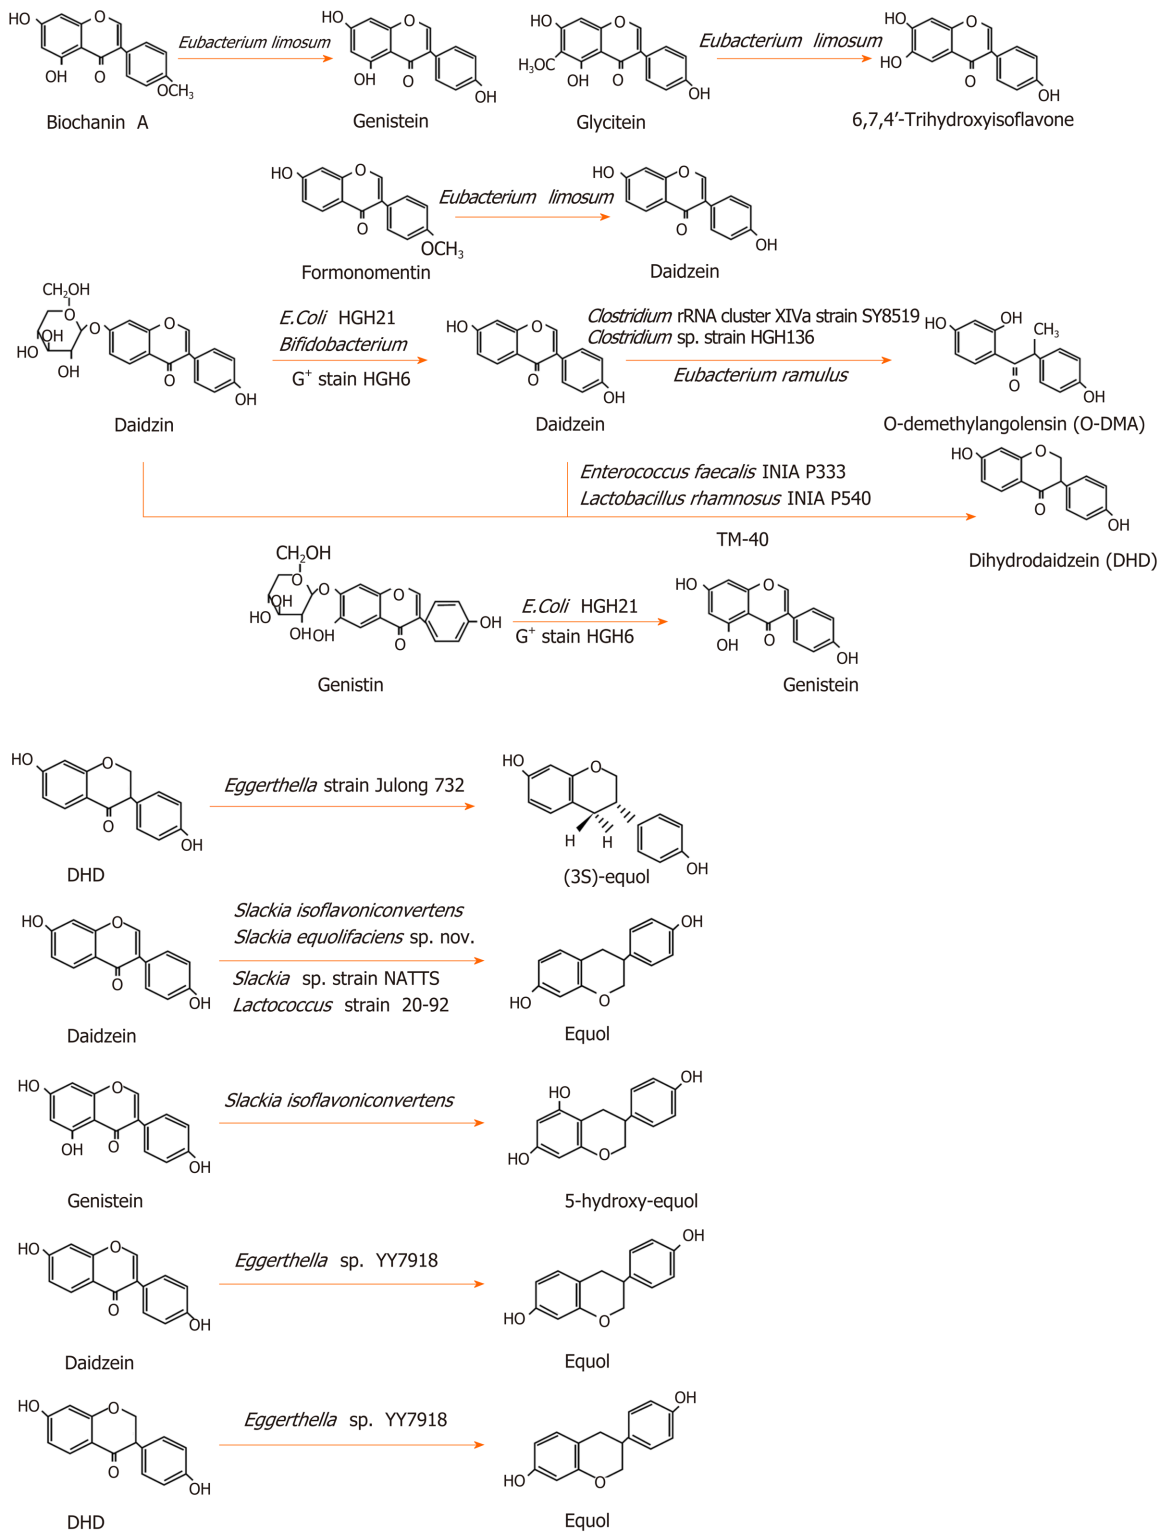 HO
O
OH
O
OCH3
Biochanin A
Eubacterium limosum
HO
O
OH
O
OH
Genistein
HO
O
H3CO
OH
O
OH
Glycitein
Eubacterium limosum
HO
O
HO
O
OH
6,7,4′-Trihydroxyisoflavone
HO
O
O
OCH3
Formonomentin
Eubacterium limosum
HO
O
O
OH
Daidzein
CH2OH
O
O
O
OH
HO
OH
O
OH
Daidzin
E.Coli HGH21
Bifidobacterium
G+ stain HGH6
HO
O
O
OH
Daidzein
Clostridium rRNA cluster XIVa strain SY8519
Clostridium sp. strain HGH136
Eubacterium ramulus
HO
OH
CH3
O
OH
O-demethylangolensin (O-DMA)
Enterococcus faecalis INIA P333
Lactobacillus rhamnosus INIA P540
TM-40
HO
O
O
OH
Dihydrodaidzein (DHD)
CH2OH
O
O
O
OH
HO
OH
OH
O
OH
Genistin
E.Coli HGH21
G+ stain HGH6
HO
O
OH
O
OH
Genistein
HO
O
O
OH
DHD
Eggerthella strain Julong 732
HO
O
H
H
OH
(3S)-equol
HO
O
O
OH
Daidzein
Slackia isoflavoniconvertens
Slackia equolifaciens sp. nov.
Slackia sp. strain NATTS
Lactococcus strain 20-92
OH
HO
O
Equol
HO
O
OH
O
OH
Genistein
Slackia isoflavoniconvertens
OH
HO
HO
O
5-hydroxy-equol
HO
O
O
OH
Daidzein
Eggerthella sp. YY7918
OH
HO
O
Equol
HO
O
O
OH
DHD
Eggerthella sp. YY7918
OH
HO
O
Equol